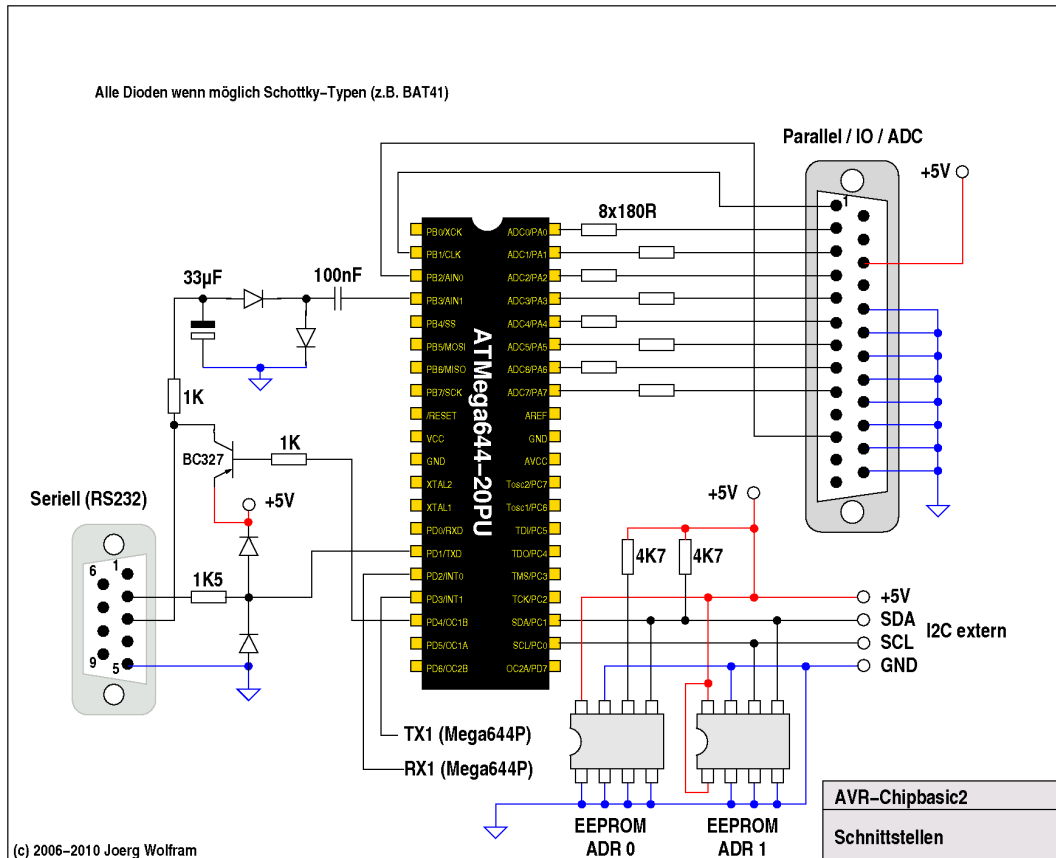 Alle Dioden wenn möglich Schottky-Typen (z.B. BAT41)
Parallel / IO / ADC
+5V
1
8x180R
33µF
100nF
1K
BC327
1K
+5V
Seriell (RS232)
6
1
9
5
1K5
ATMega644-20PU
PB0/XCK
PB1/CLK
PB2/AIN0
PB3/AIN1
PB4/SS
PB5/MOSI
PB6/MISO
PB7/SCK
/RESET
VCC
GND
XTAL2
XTAL1
PD0/RXD
PD1/TXD
PD2/INT0
PD3/INT1
PD4/OC1B
PD5/OC1A
PD6/OC2B
ADC0/PA0
ADC1/PA1
ADC2/PA2
ADC3/PA3
ADC4/PA4
ADC5/PA5
ADC6/PA6
ADC7/PA7
AREF
GND
AVCC
Tosc2/PC7
Tosc1/PC6
TDI/PC5
TDO/PC4
TMS/PC3
TCK/PC2
SDA/PC1
SCL/PC0
OC2A/PD7
+5V
4K7
4K7
+5V
SDA
SCL
GND
I2C extern
TX1 (Mega644P)
RX1 (Mega644P)
EEPROM
ADR 0
EEPROM
ADR 1
AVR-Chipbasic2
Schnittstellen
(c) 2006-2010 Joerg Wolfram